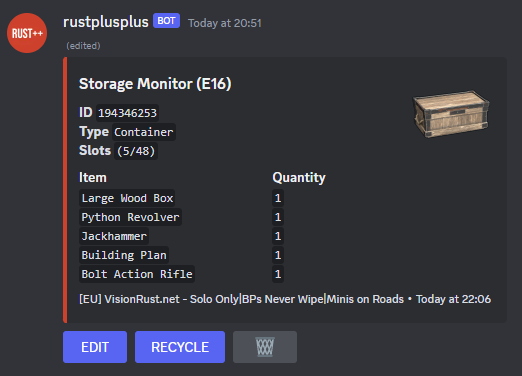 RUST++
rustplusplus BOT Today at 20:51
(edited)
Storage Monitor (E16)
ID 194346253
Type Container
Slots (5/48)
Item Quantity
Large Wood Box 1
Python Revolver 1
Jackhammer 1
Building Plan 1
Bolt Action Rifle 1
[EU] VisionRust.net - Solo Only|BPs Never Wipe|Minis on Roads • Today at 22:06
EDIT RECYCLE